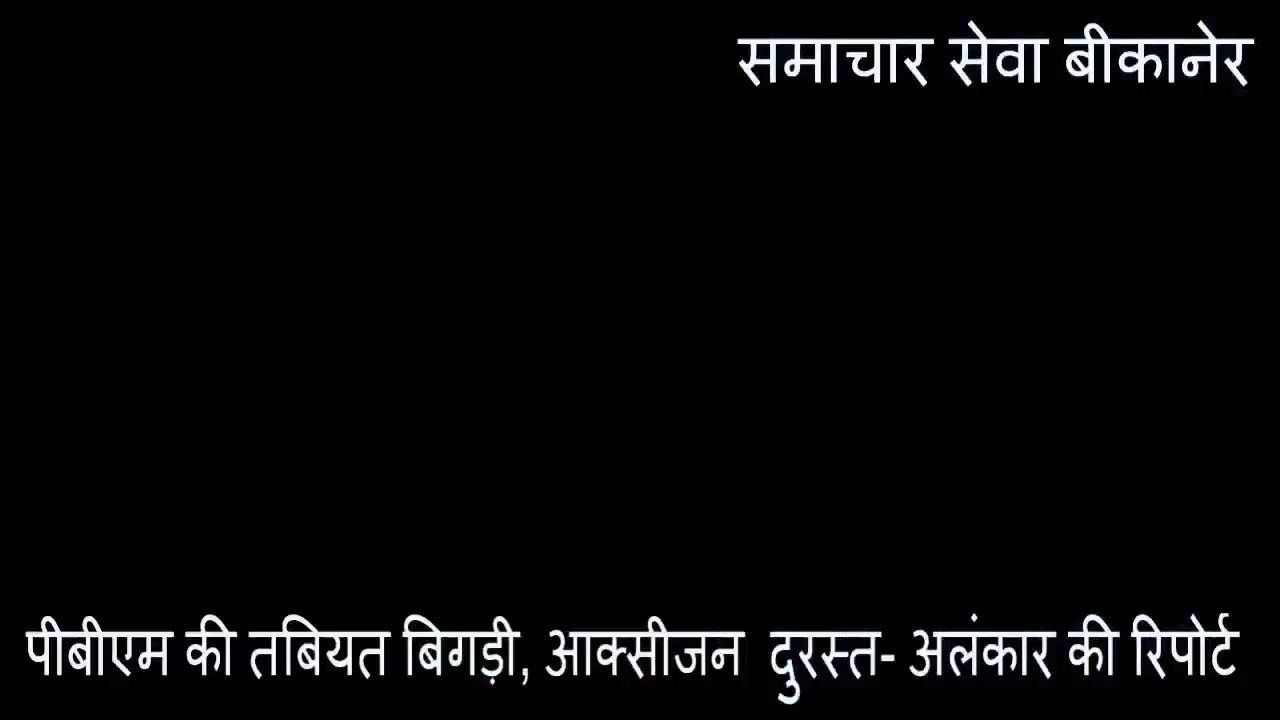 समाचार सेवा बीकानेर
पीबीएम की तबियत बिगड़ी, आक्सीजन दुरस्त- अलंकार की रिपोर्ट